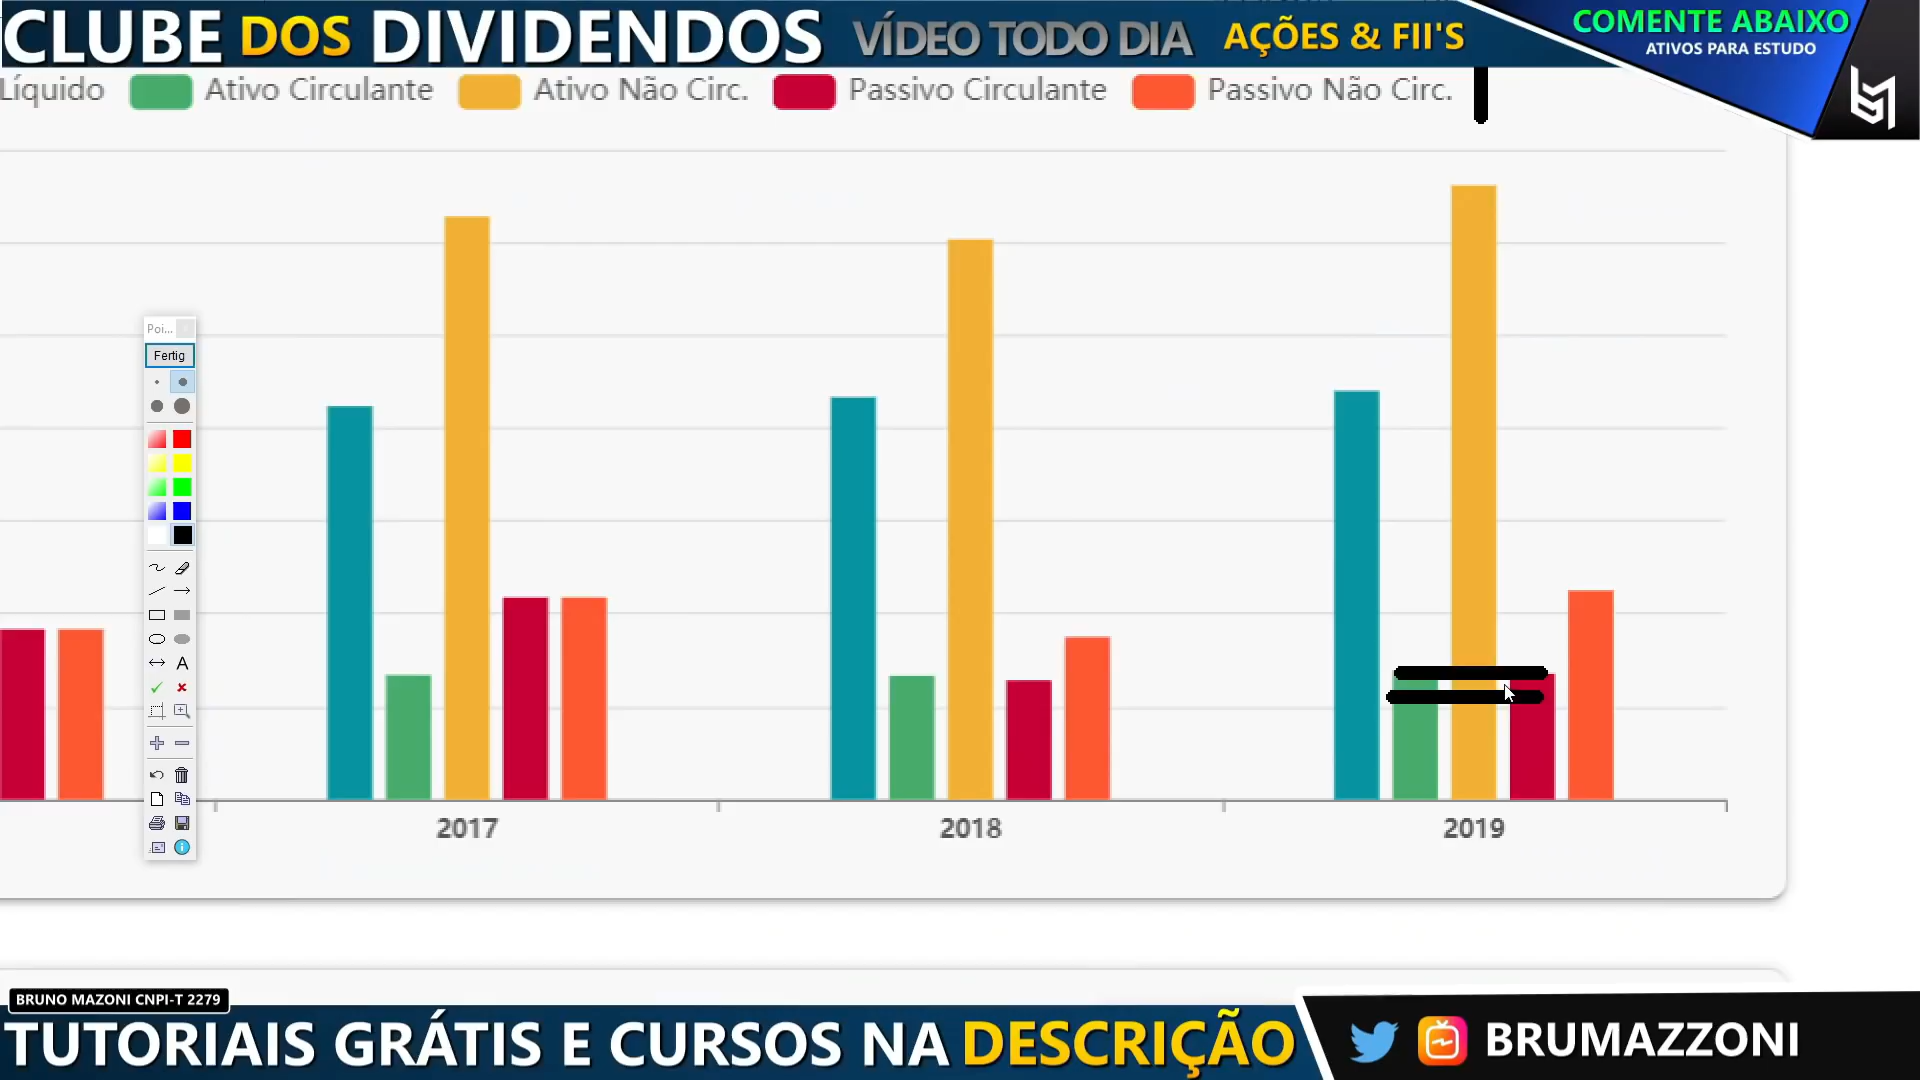 CLUBE DOS DIVIDENDOS VÍDEO TODO DIA AÇÕES & FII'S
COMENTE ABAIXO
ATIVOS PARA ESTUDO
Líquido Ativo Circulante Ativo Não Circ. Passivo Circulante Passivo Não Circ.
Poi...
Fertig
A
2017 2018 2019
BRUNO MAZONI CNPI-T 2279
TUTORIAIS GRÁTIS E CURSOS NA DESCRIÇÃO
BRUMAZZONI